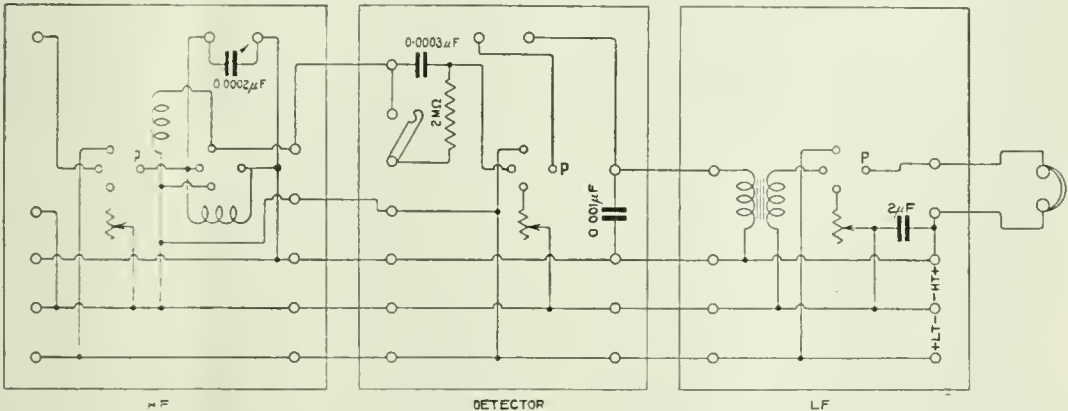 0·0002µF
P
HF
0·0003µF
2MΩ
P
0·001µF
DETECTOR
P
2µF
+LT- -HT+
LF